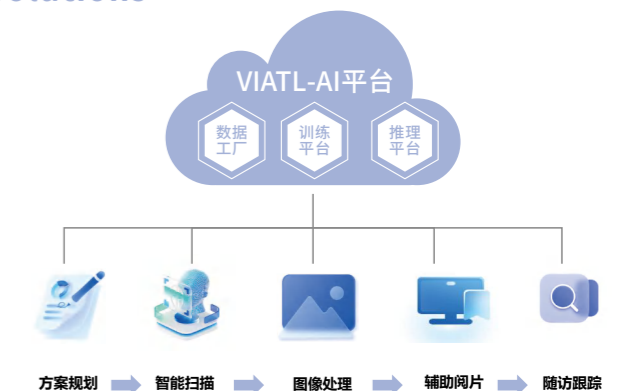 VIATL-AI平台
数据
工厂
训练
平台
推理
平台
方案规划
智能扫描
图像处理
辅助阅片
随访跟踪